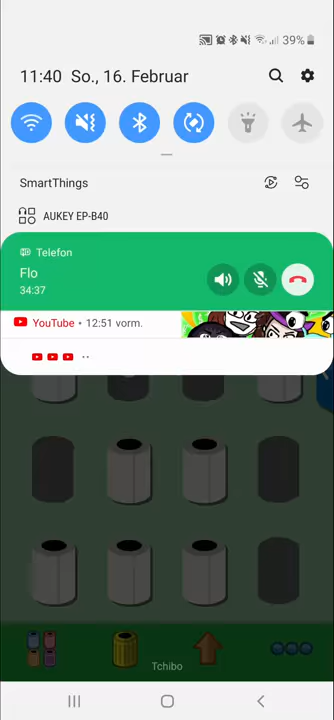 39%
11:40 So., 16. Februar
SmartThings
AUKEY EP-B40
HD Telefon
Flo
34:37
YouTube • 12:51 vorm.
Tchibo